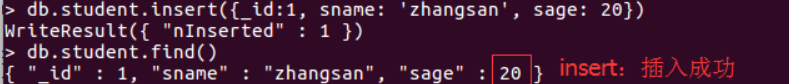 > db.student.insert({_id:1, sname: 'zhangsan', sage: 20})
WriteResult({ "nInserted" : 1 })
> db.student.find()
{ "_id" : 1, "sname" : "zhangsan", "sage" : 20 } insert：插入成功